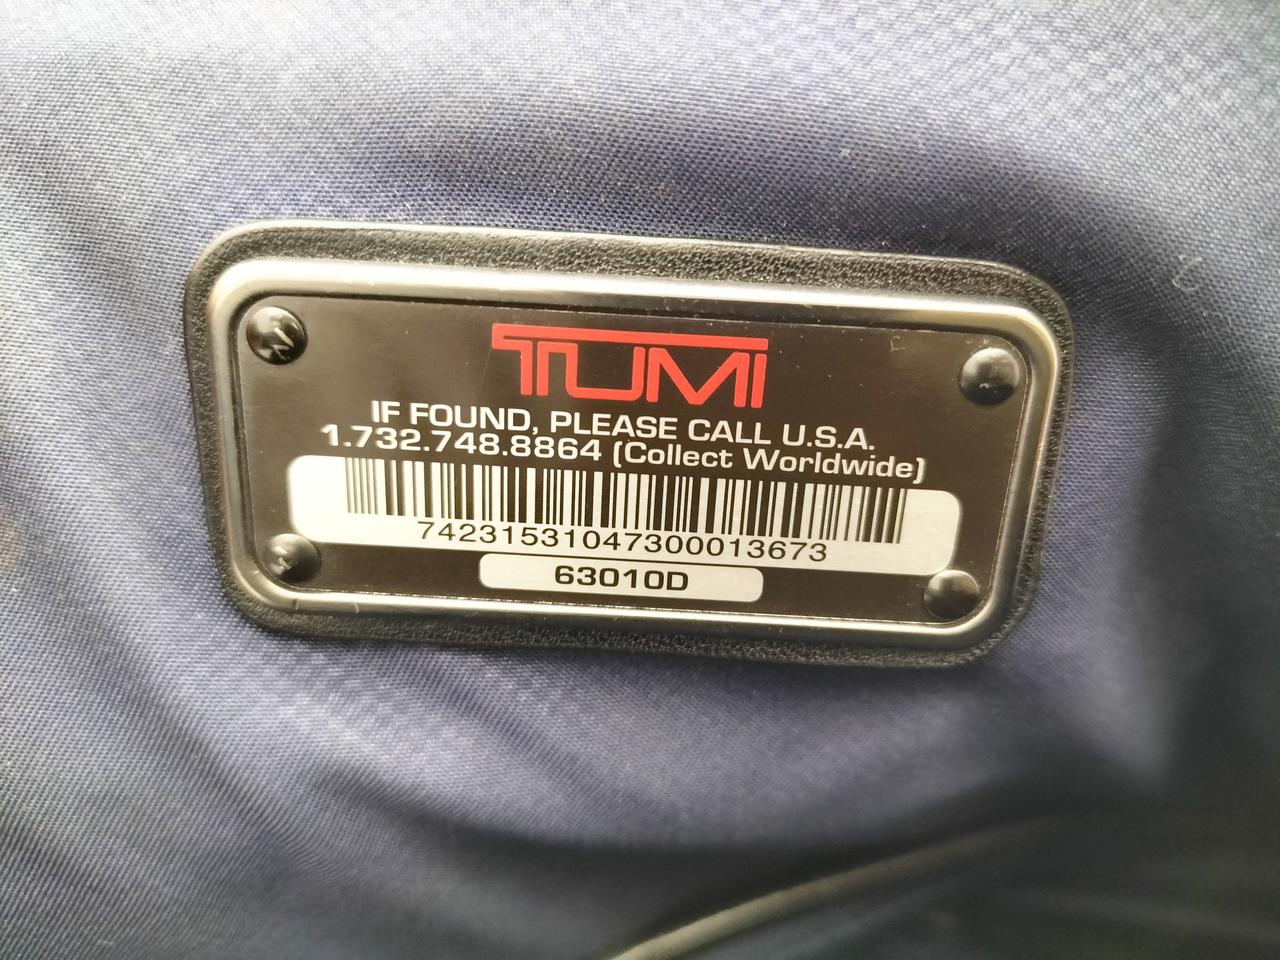 TUMI
IF FOUND, PLEASE CALL U.S.A.
1.732.748.8864 (Collect Worldwide)
74231531047300013673
63010D